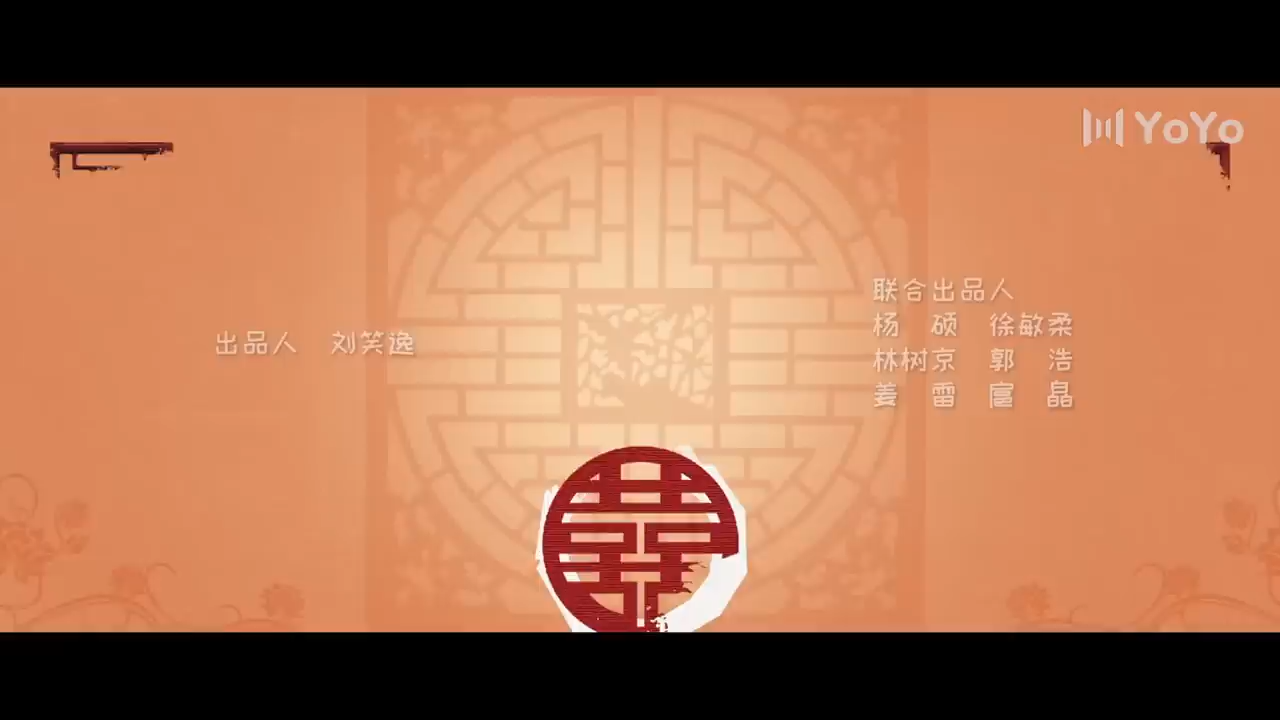 YoYo
出品人 刘笑逸
联合出品人
杨 硕 徐敏柔
林树京 郭 浩
姜 雷 扈 晶